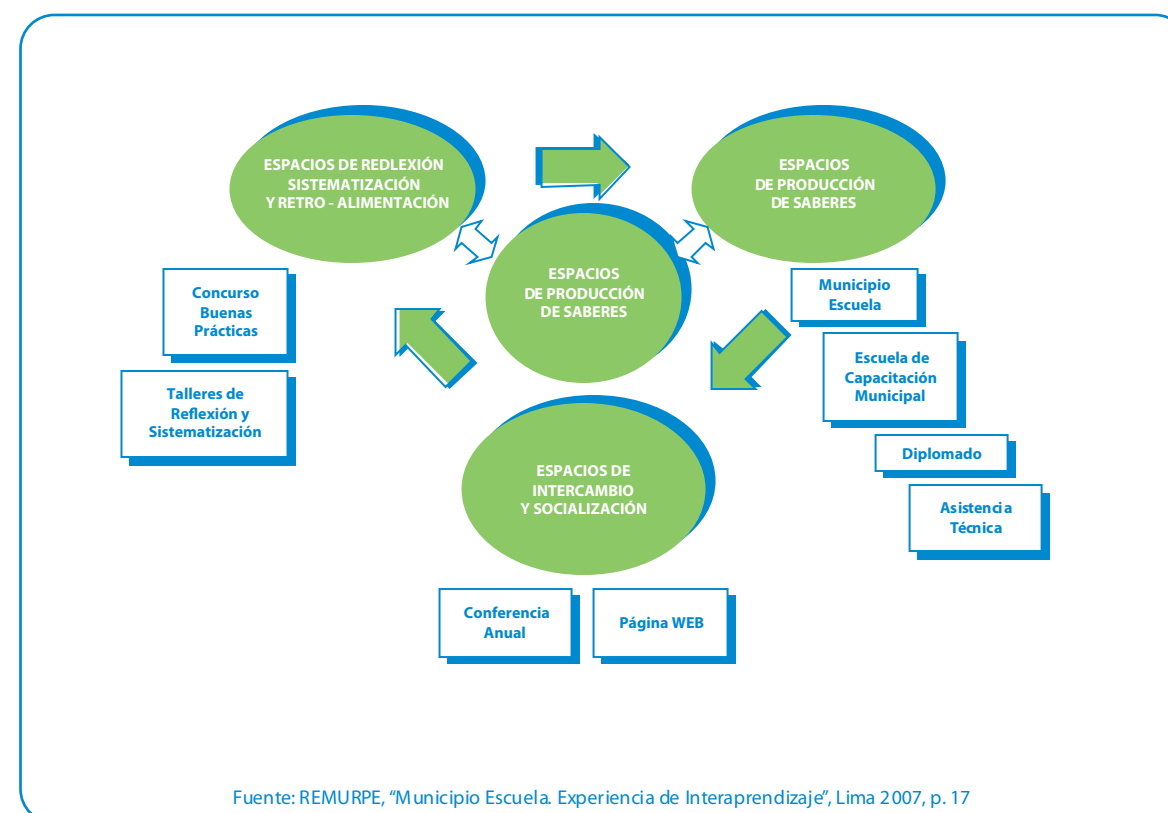 ESPACIOS DE REDLEXIÓN
SISTEMATIZACIÓN
Y RETRO - ALIMENTACIÓN
ESPACIOS
DE PRODUCCIÓN
DE SABERES
ESPACIOS
DE PRODUCCIÓN
DE SABERES
Concurso
Buenas
Prácticas
Talleres de
Reflexión y
Sistematización
Municipio
Escuela
Escuela de
Capacitación
Municipal
Diplomado
Asistencia
Técnica
ESPACIOS DE
INTERCAMBIO
Y SOCIALIZACIÓN
Conferencia
Anual
Página WEB
Fuente: REMURPE, “Municipio Escuela. Experiencia de Interaprendizaje”, Lima 2007, p. 17